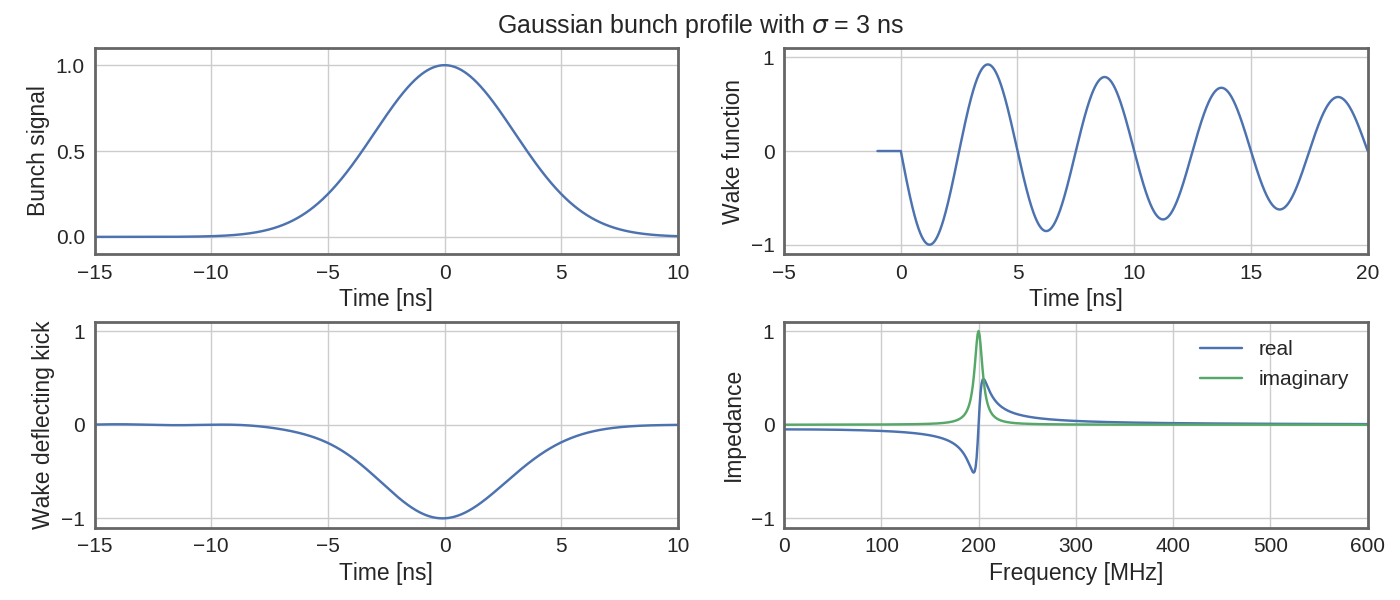 Gaussian bunch profile with σ = 3 ns
Bunch signal
1.0
0.5
0.0
−15 −10 −5 0 5 10
Time [ns]
Wake function
1
0
−1
−5 0 5 10 15 20
Time [ns]
Wake deflecting kick
1
0
−1
−15 −10 −5 0 5 10
Time [ns]
Impedance
1
0
−1
real
imaginary
0 100 200 300 400 500 600
Frequency [MHz]